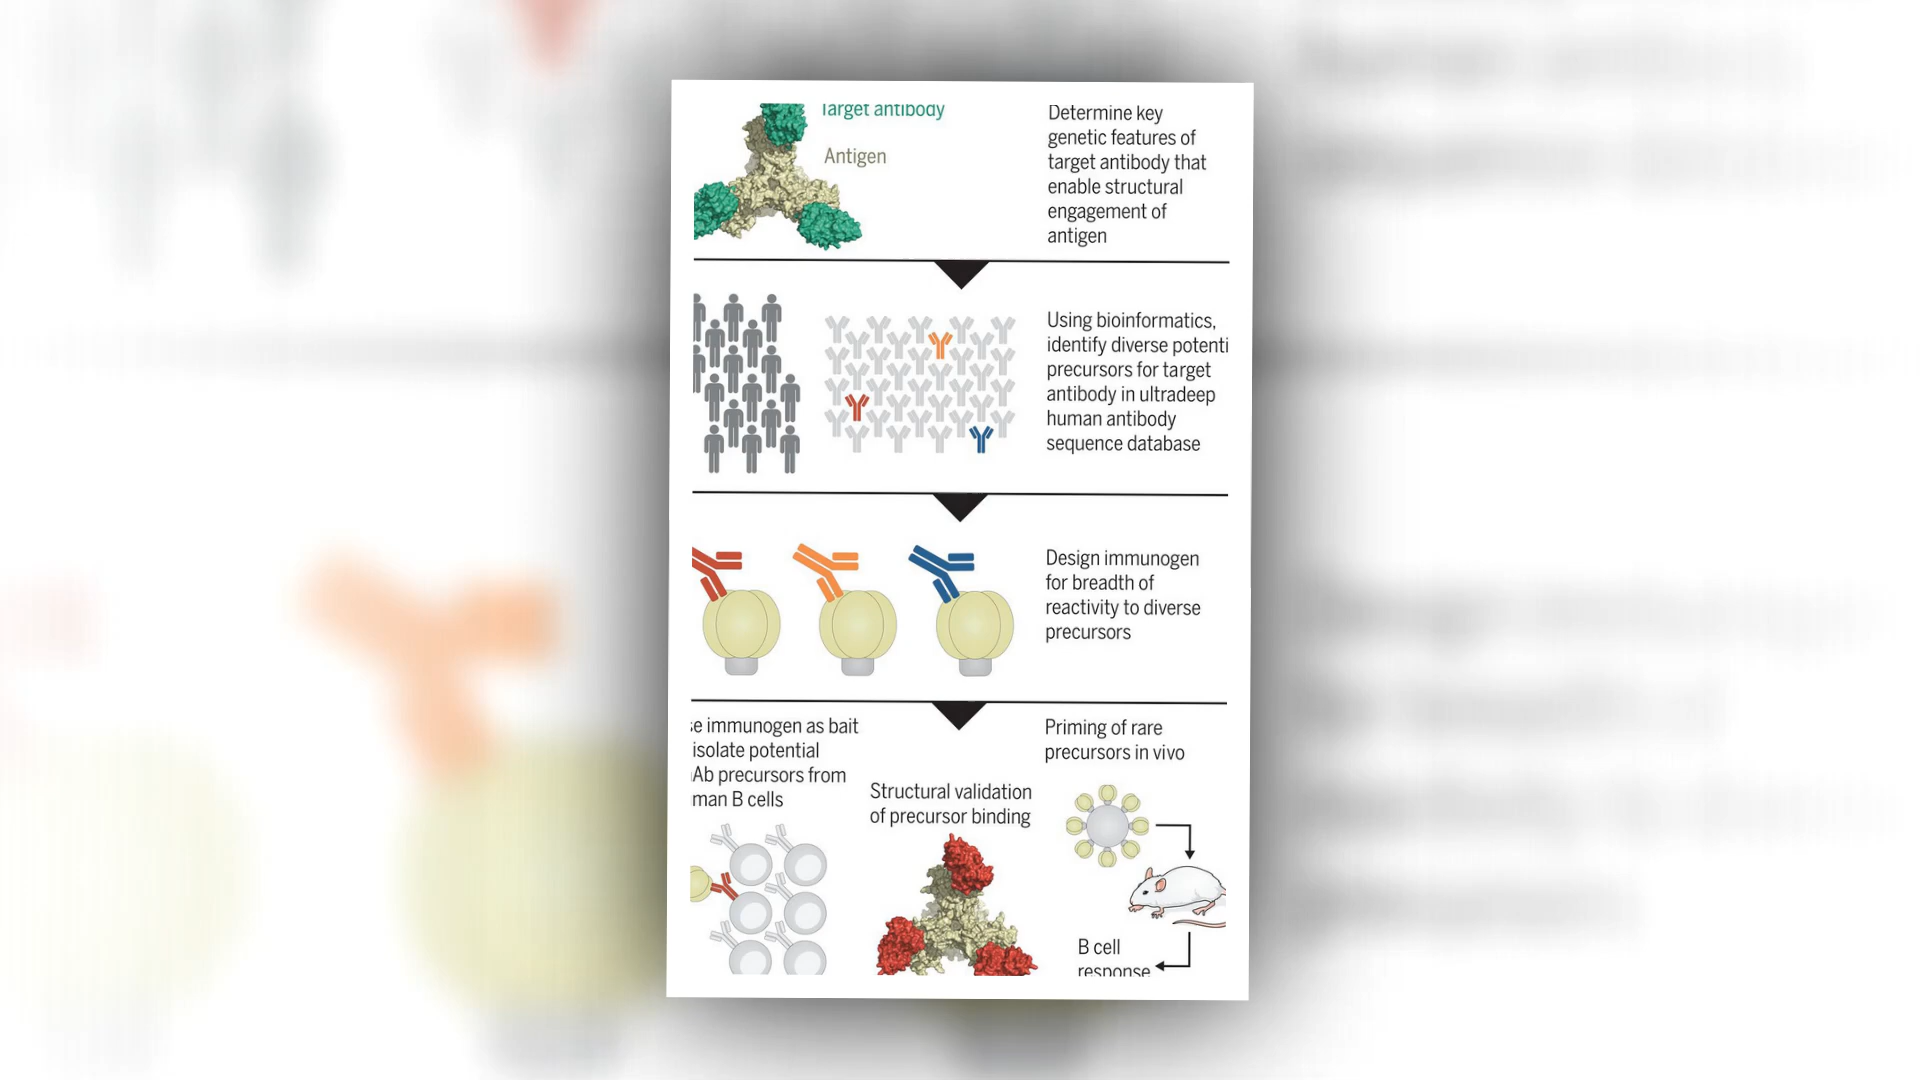 Target antibody
Antigen
Determine key
genetic features of
target antibody that
enable structural
engagement of
antigen
Using bioinformatics,
identify diverse potenti
precursors for target
antibody in ultradeep
human antibody
sequence database
Design immunogen
for breadth of
reactivity to diverse
precursors
e immunogen as bait
isolate potential
Ab precursors from
man B cells
Structural validation
of precursor binding
Priming of rare
precursors in vivo
B cell
response